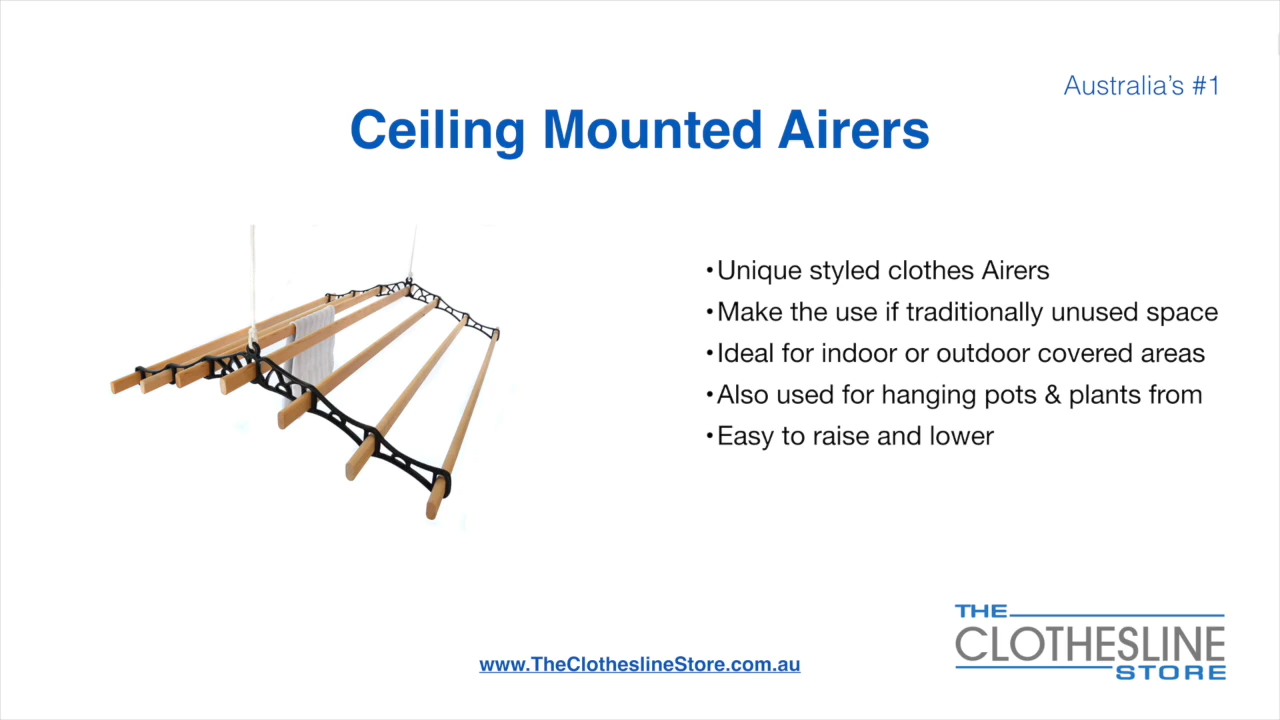 Australia's #1
Ceiling Mounted Airers
•Unique styled clothes Airers
•Make the use if traditionally unused space
•Ideal for indoor or outdoor covered areas
•Also used for hanging pots & plants from
•Easy to raise and lower
www.TheClotheslineStore.com.au
THE
CLOTHESLINE
STORE